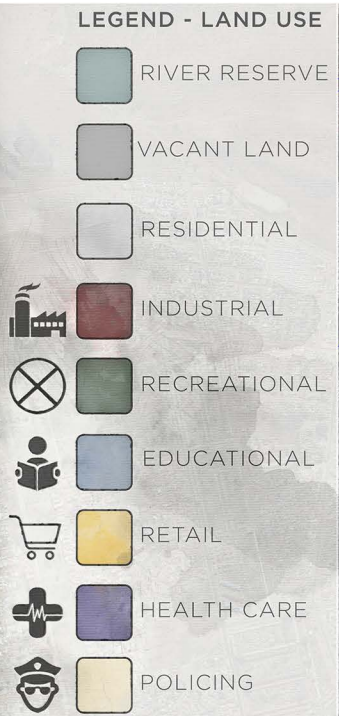 LEGEND - LAND USE
RIVER RESERVE
VACANT LAND
RESIDENTIAL
INDUSTRIAL
RECREATIONAL
EDUCATIONAL
RETAIL
HEALTH CARE
POLICING